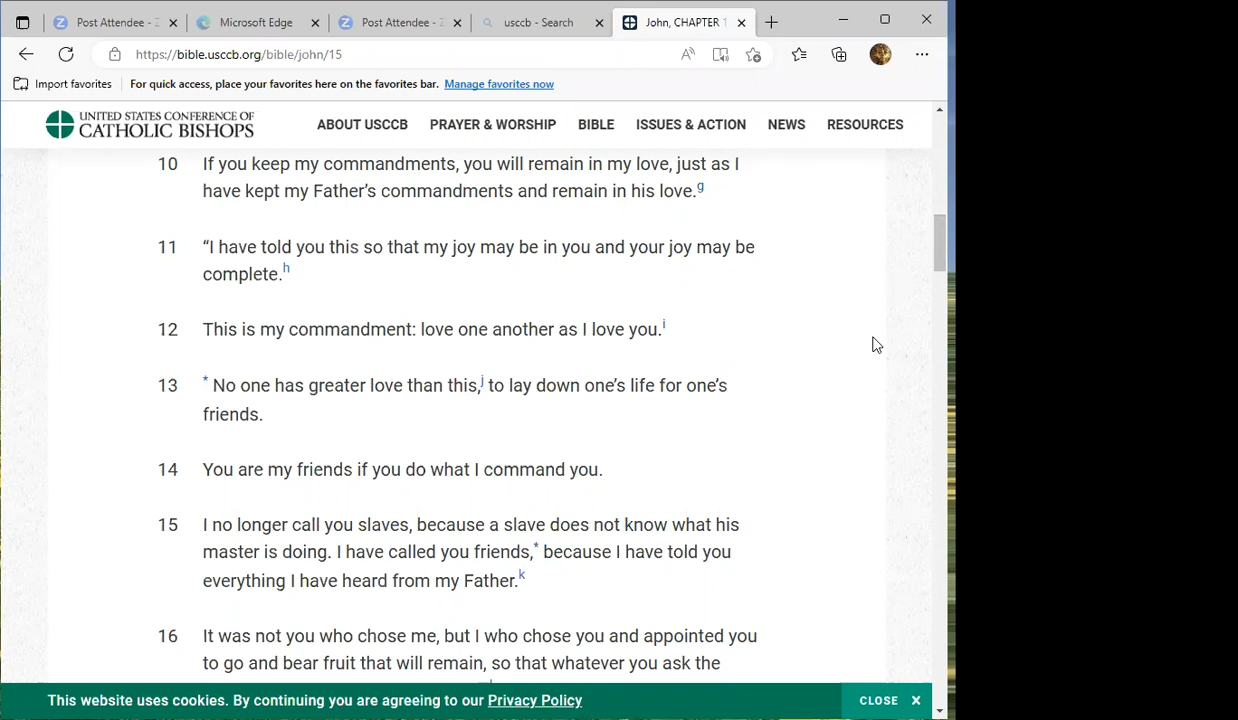 Post Attendee - Z
Microsoft Edge
Post Attendee - Z
usccb - Search
John, CHAPTER 1
https://bible.usccb.org/bible/john/15
Import favorites
For quick access, place your favorites here on the favorites bar. Manage favorites now
UNITED STATES CONFERENCE OF
CATHOLIC BISHOPS
ABOUT USCCB
PRAYER & WORSHIP
BIBLE
ISSUES & ACTION
NEWS
RESOURCES
10 If you keep my commandments, you will remain in my love, just as I
have kept my Father’s commandments and remain in his love.g
11 “I have told you this so that my joy may be in you and your joy may be
complete.h
12 This is my commandment: love one another as I love you.i
13 * No one has greater love than this,j to lay down one’s life for one’s
friends.
14 You are my friends if you do what I command you.
15 I no longer call you slaves, because a slave does not know what his
master is doing. I have called you friends,* because I have told you
everything I have heard from my Father.k
16 It was not you who chose me, but I who chose you and appointed you
to go and bear fruit that will remain, so that whatever you ask the
This website uses cookies. By continuing you are agreeing to our Privacy Policy
CLOSE X